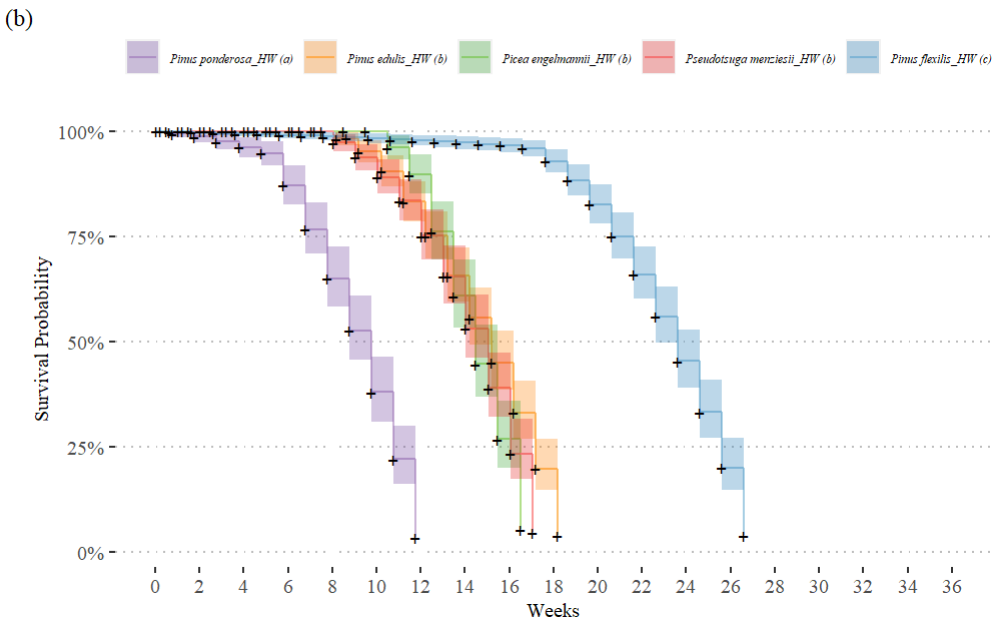 (b)
Pinus ponderosa_HW (a) Pinus edulis_HW (b) Picea engelmannii_HW (b) Pseudotsuga menziesii_HW (b) Pinus flexilis_HW (c)
100%
75%
50%
25%
0%
Survival Probability
0 2 4 6 8 10 12 14 16 18 20 22 24 26 28 30 32 34 36
Weeks